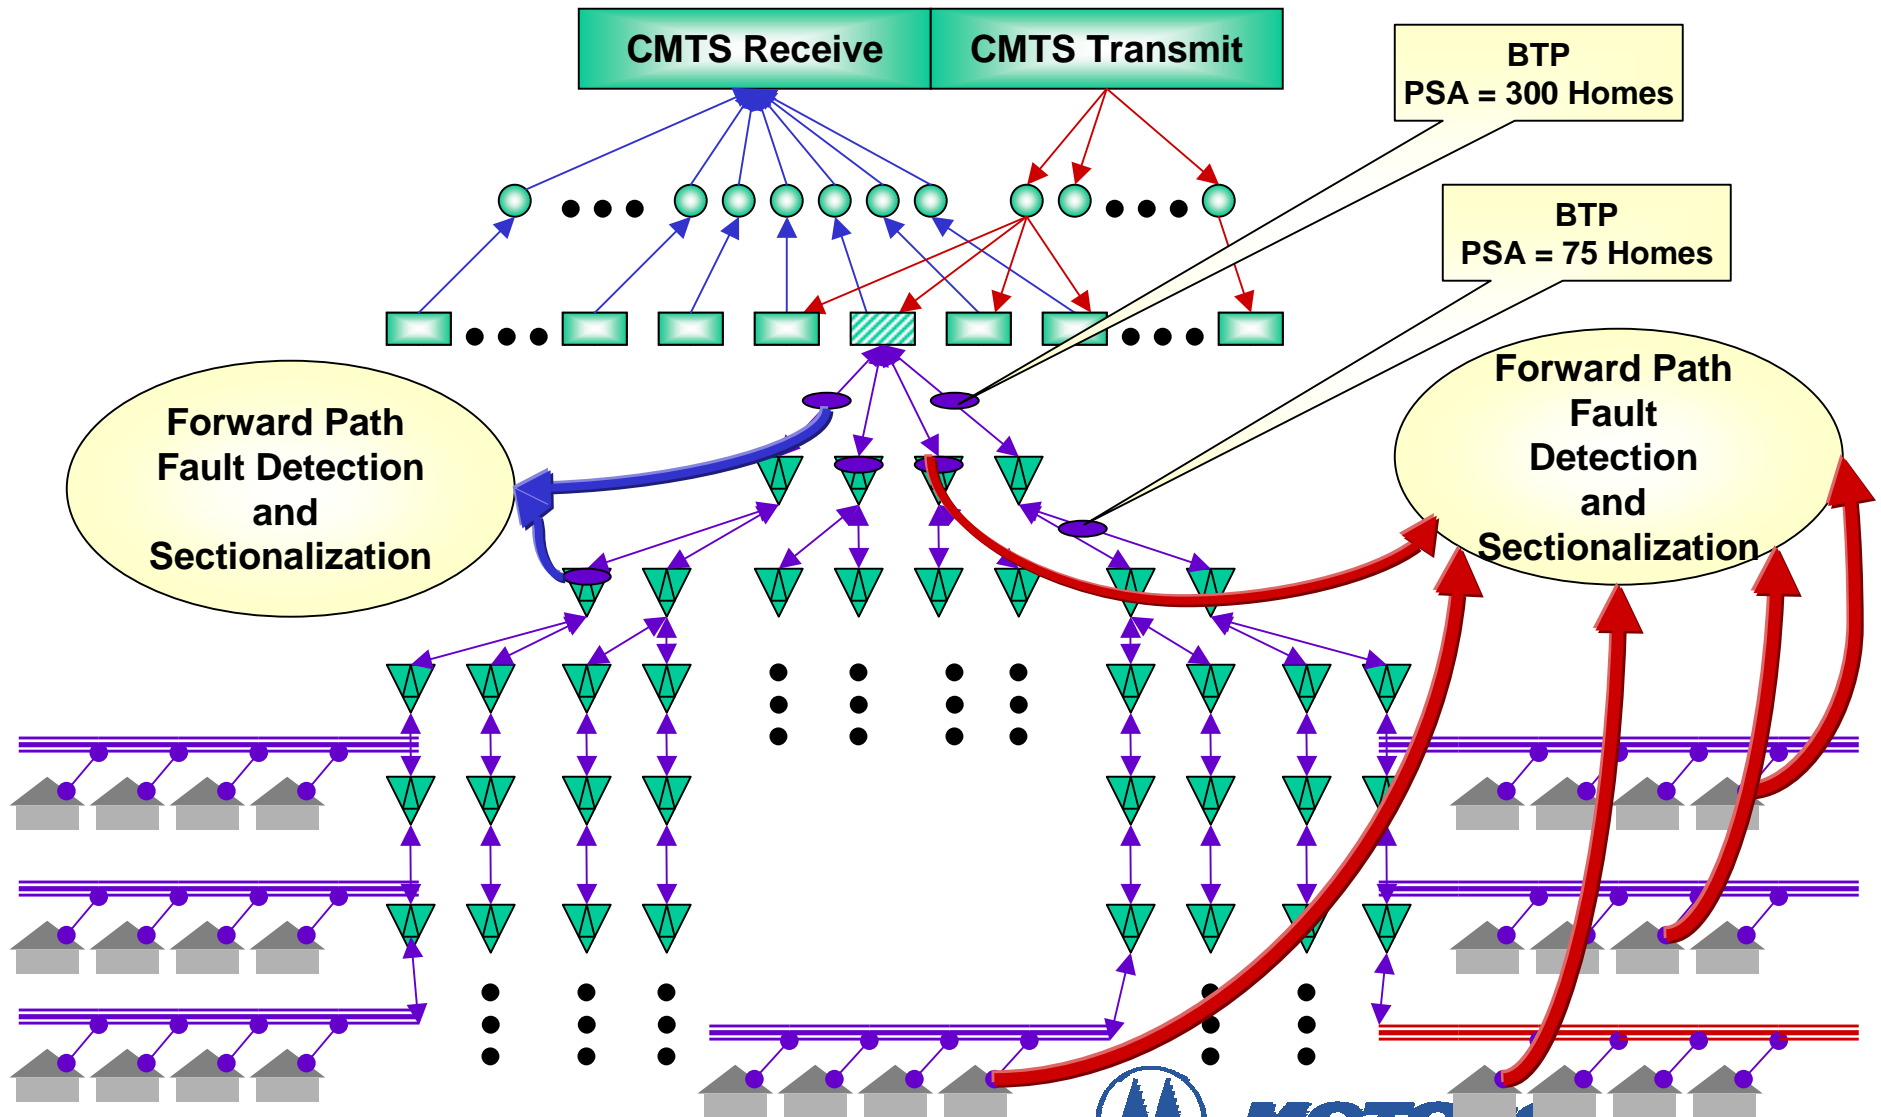 CMTS Receive
CMTS Transmit
BTP
PSA = 300 Homes
BTP
PSA = 75 Homes
Forward Path
Fault Detection
and
Sectionalization
Forward Path
Fault
Detection
and
Sectionalization